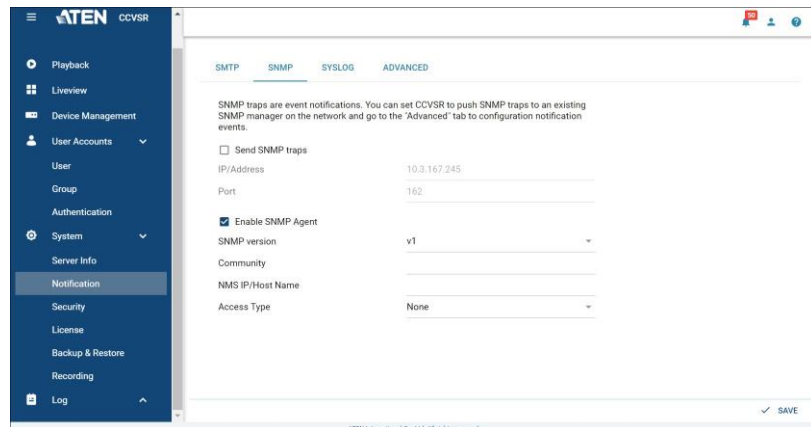 ATEN CCVSR
50
Playback
Liveview
Device Management
User Accounts
User
Group
Authentication
System
Server Info
Notification
Security
License
Backup & Restore
Recording
Log
SMTP SNMP SYSLOG ADVANCED
SNMP traps are event notifications. You can set CCVSR to push SNMP traps to an existing
SNMP manager on the network and go to the "Advanced" tab to configuration notification
events.
Send SNMP traps
IP/Address 10.3.167.245
Port 162
Enable SNMP Agent
SNMP version v1
Community
NMS IP/Host Name
Access Type None
SAVE